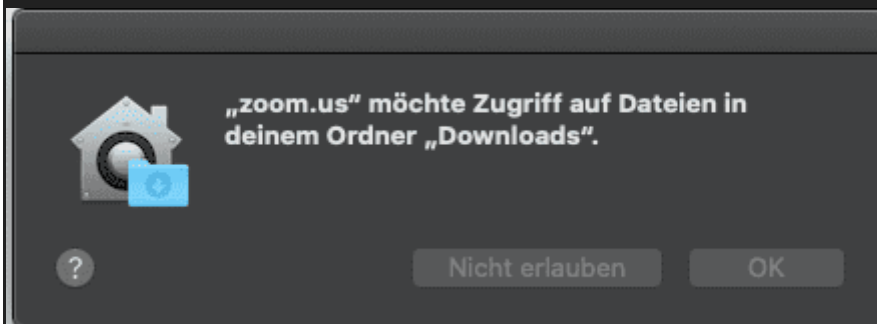 „zoom.us“ möchte Zugriff auf Dateien in
deinem Ordner „Downloads“.
?
Nicht erlauben
OK